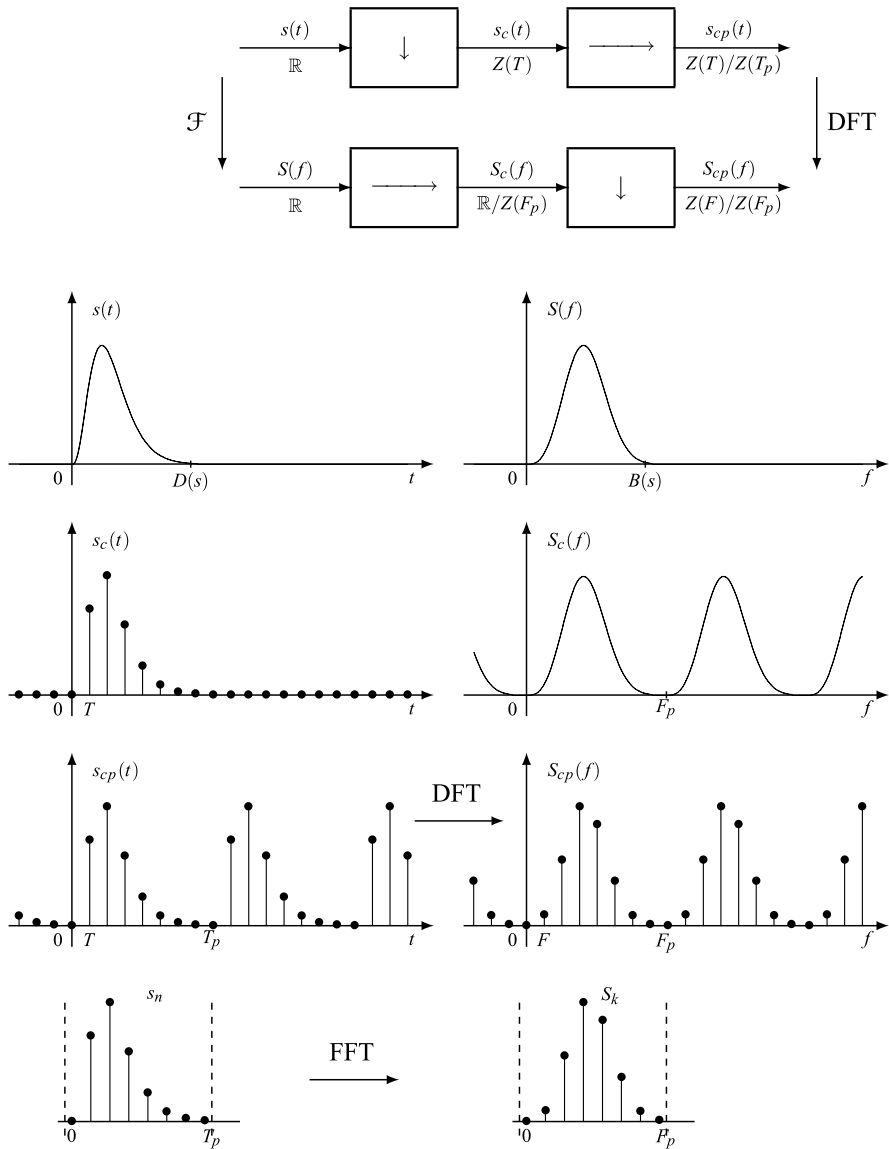 s(t) s_c(t) s_cp(t)
↓ ⟶
ℝ Z(T) Z(T)/Z(T_p)
ℱ DFT
S(f) S_c(f) S_cp(f)
⟶ ↓
ℝ ℝ/Z(F_p) Z(F)/Z(F_p)
s(t) S(f)
0 D(s) t 0 B(s) f
s_c(t) S_c(f)
0 T t 0 F_p f
s_cp(t) DFT S_cp(f)
0 T T_p t 0 F F_p f
s_n S_k
FFT
0 T_p 0 F_p